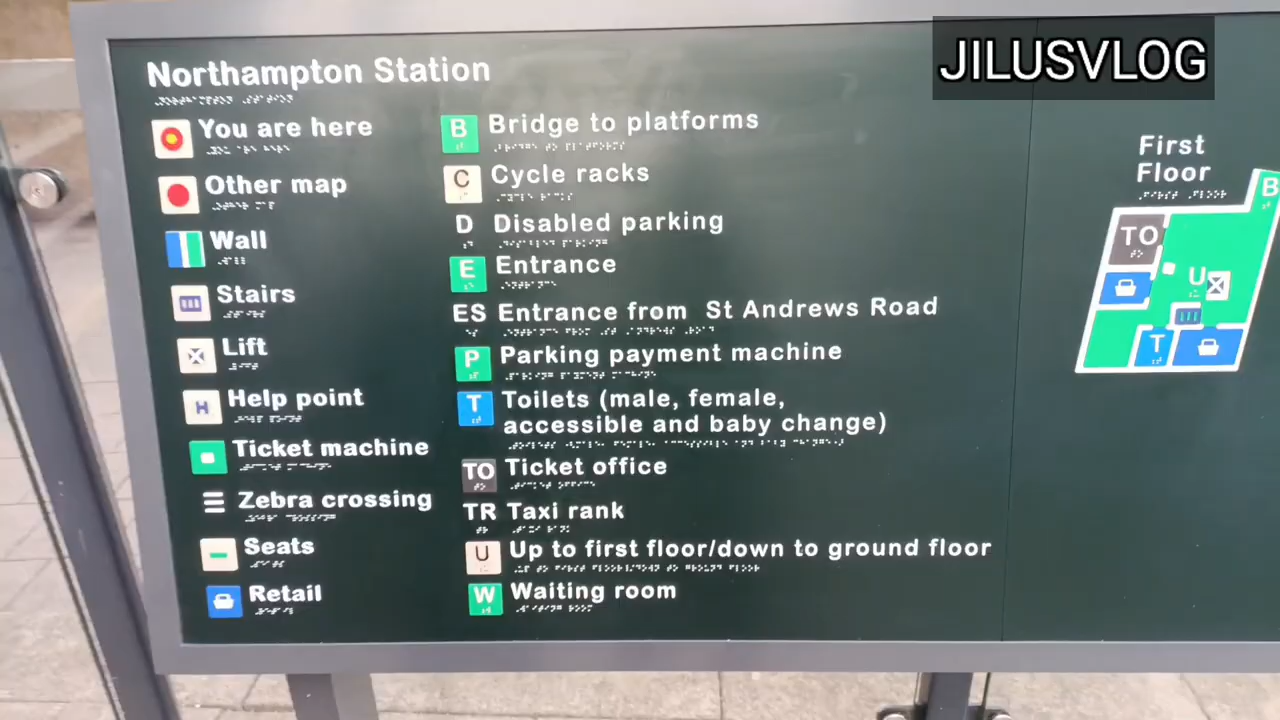 JILUSVLOG
Northampton Station
You are here
Other map
Wall
Stairs
Lift
H Help point
Ticket machine
Zebra crossing
Seats
Retail
B Bridge to platforms
C Cycle racks
D Disabled parking
E Entrance
ES Entrance from St Andrews Road
P Parking payment machine
T Toilets (male, female,
accessible and baby change)
TO Ticket office
TR Taxi rank
U Up to first floor/down to ground floor
W Waiting room
First
Floor
B
TO
U
T